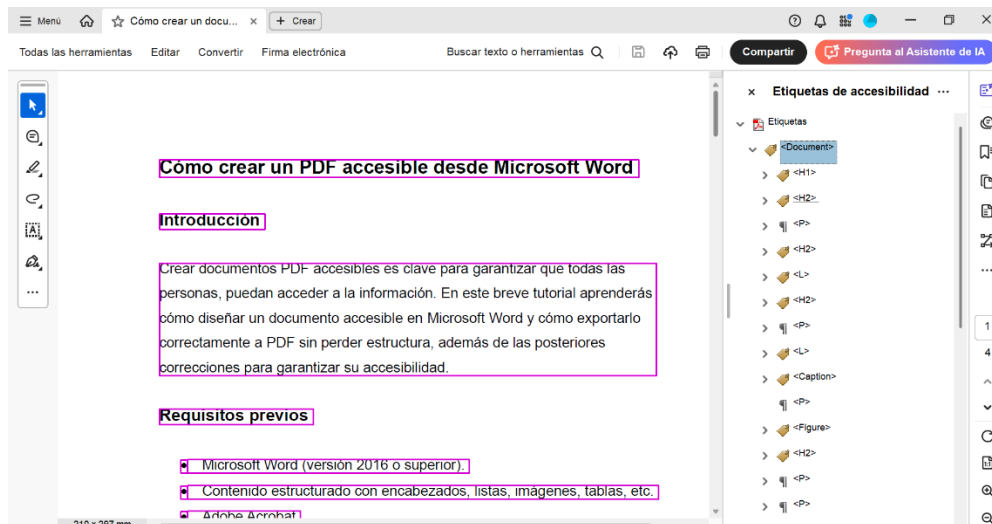 Menú
Cómo crear un docu...
+ Crear
Todas las herramientas
Editar
Convertir
Firma electrónica
Buscar texto o herramientas
Compartir
Pregunta al Asistente de IA
Cómo crear un PDF accesible desde Microsoft Word
Introducción
Crear documentos PDF accesibles es clave para garantizar que todas las
personas, puedan acceder a la información. En este breve tutorial aprenderás
cómo diseñar un documento accesible en Microsoft Word y cómo exportarlo
correctamente a PDF sin perder estructura, además de las posteriores
correcciones para garantizar su accesibilidad.
Requisitos previos
• Microsoft Word (versión 2016 o superior).
• Contenido estructurado con encabezados, listas, imágenes, tablas, etc.
• Adobe Acrobat
210 x 297 mm
Etiquetas de accesibilidad
Etiquetas
<Document>
<H1>
<H2>
<P>
<H2>
<L>
<H2>
<P>
<L>
<Caption>
<P>
<Figure>
<H2>
<P>
<P>
1
4